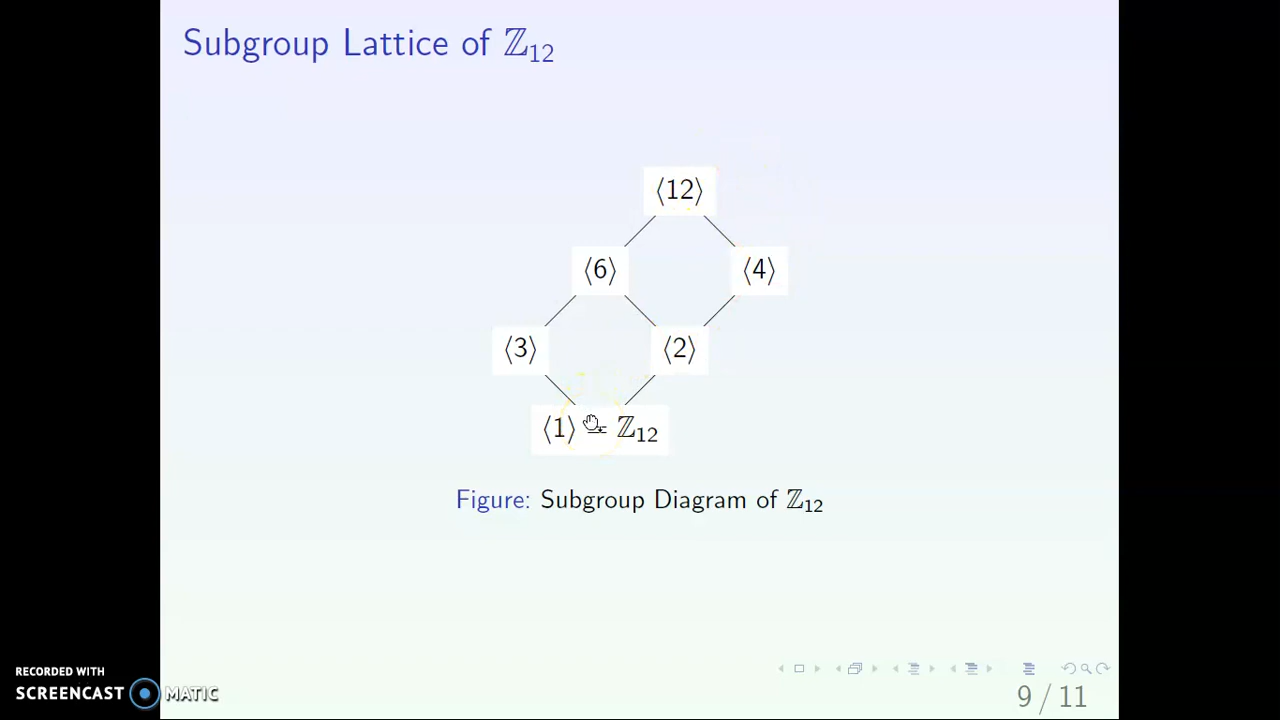 Subgroup Lattice of ℤ₁₂
⟨12⟩
⟨6⟩ ⟨4⟩
⟨3⟩ ⟨2⟩
⟨1⟩ = ℤ₁₂
Figure: Subgroup Diagram of ℤ₁₂
RECORDED WITH
SCREENCAST MATIC
9 / 11